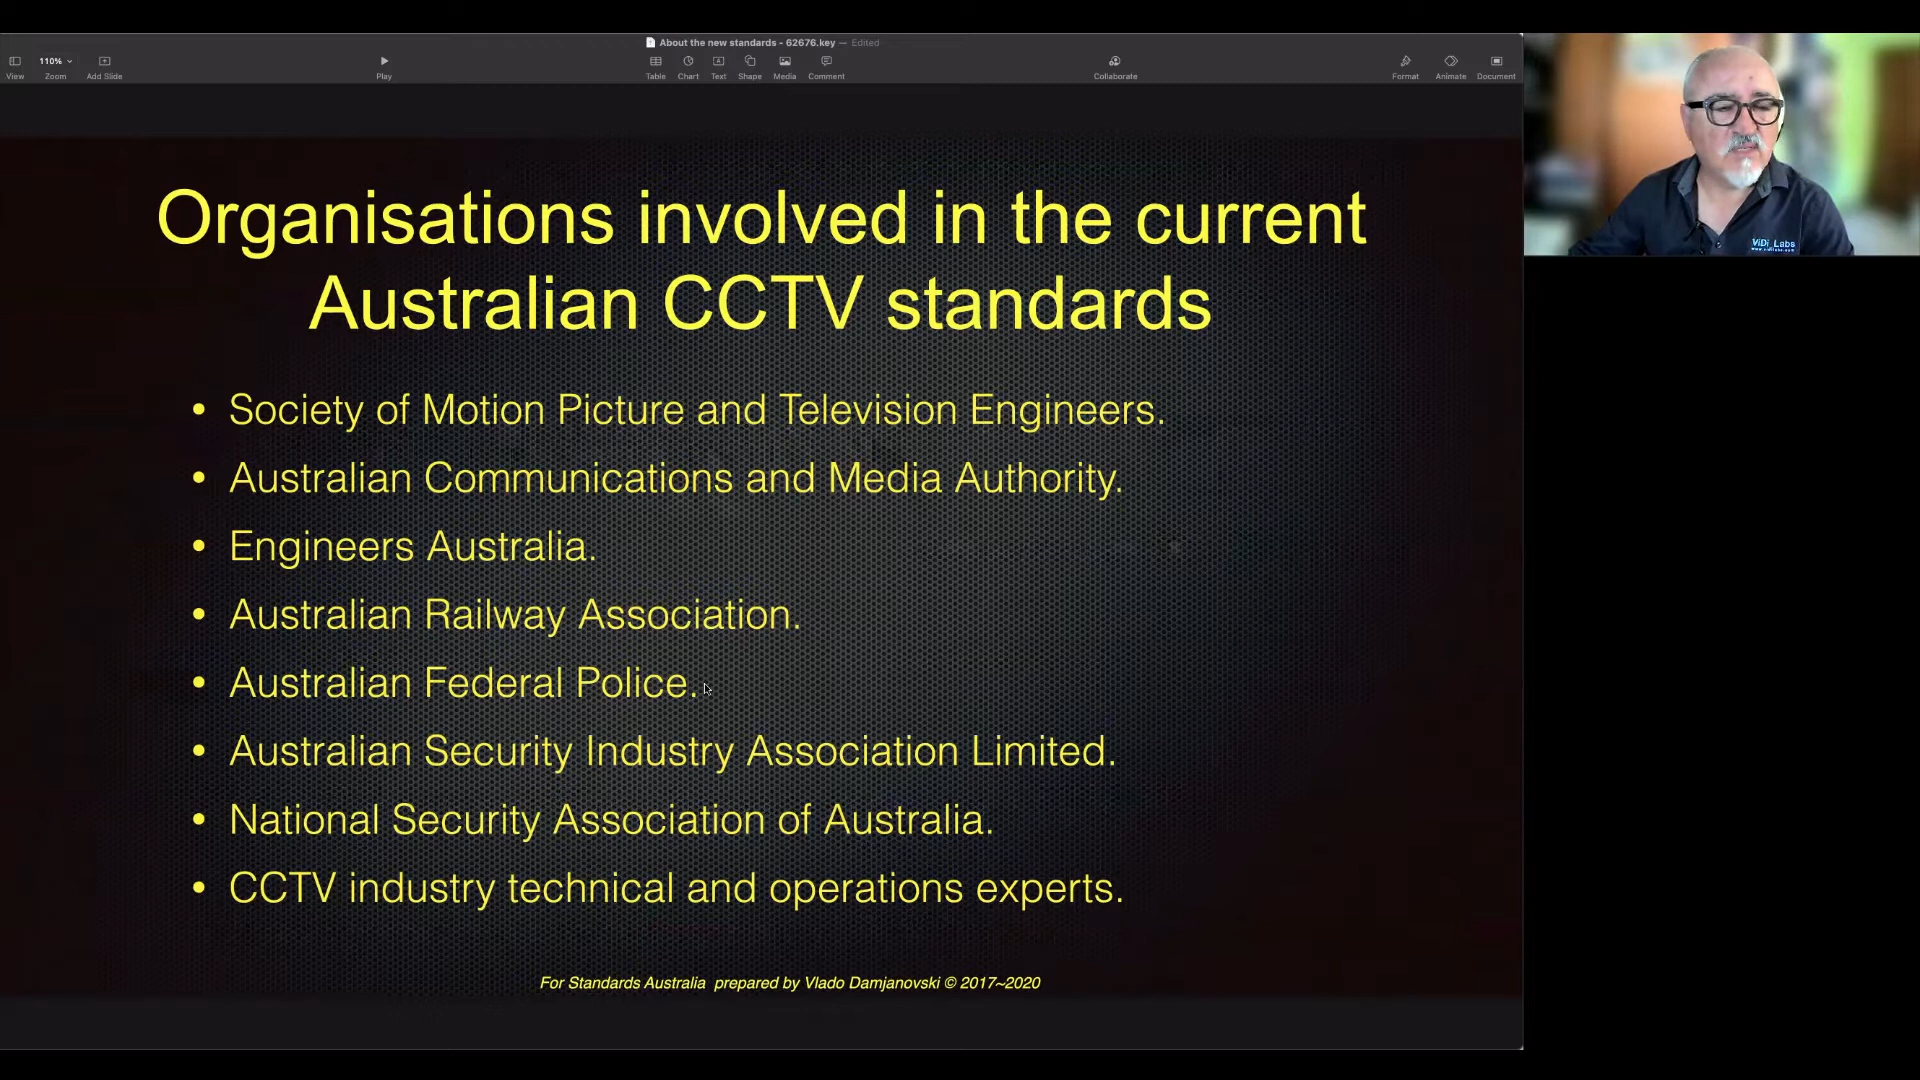 About the new standards - 62676.key — Edited
110%
View
Zoom
Add Slide
Play
Table
Chart
Text
Shape
Media
Comment
Collaborate
Format
Animate
Document
Organisations involved in the current
Australian CCTV standards
• Society of Motion Picture and Television Engineers.
• Australian Communications and Media Authority.
• Engineers Australia.
• Australian Railway Association.
• Australian Federal Police.
• Australian Security Industry Association Limited.
• National Security Association of Australia.
• CCTV industry technical and operations experts.
For Standards Australia prepared by Vlado Damjanovski © 2017~2020
ViDi Labs